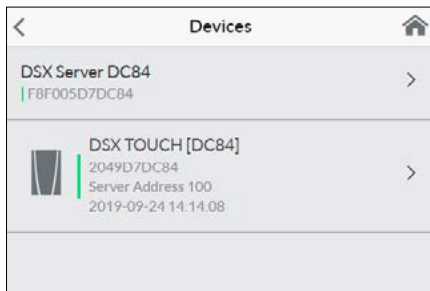 Devices
DSX Server DC84
F8F005D7DC84
DSX TOUCH [DC84]
2049D7DC84
Server Address 100
2019-09-24 14.14.08